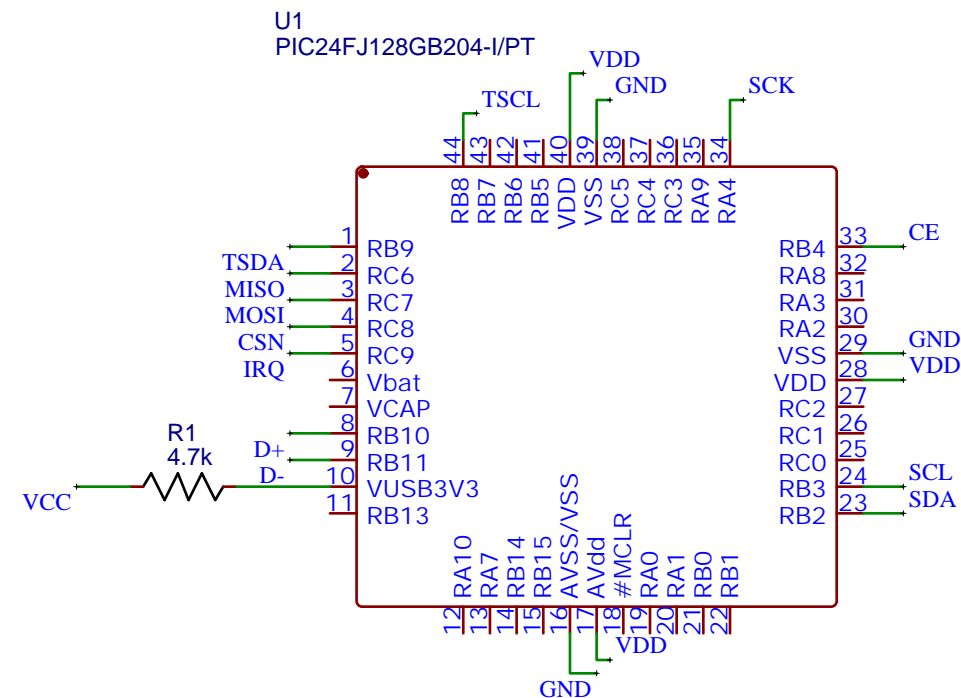 U1
PIC24FJ128GB204-I/PT
VDD
GND
SCK
TSCL
44 43 42 41 40 39 38 37 36 35 34
RB8 RB7 RB6 RB5 VDD VSS RC5 RC4 RC3 RA9 RA4
1 RB9
TSDA 2 RC6
MISO 3 RC7
MOSI 4 RC8
CSN 5 RC9
IRQ 6 Vbat
7 VCAP
8 RB10
D+ 9 RB11
D- 10 VUSB3V3
11 RB13
R1
4.7k
VCC
RB4 33 CE
RA8 32
RA3 31
RA2 30
VSS 29 GND
VDD 28 VDD
RC2 27
RC1 26
RC0 25
RB3 24 SCL
RB2 23 SDA
RA10 RA7 RB14 RB15 AVSS/VSS AVdd #MCLR RA0 RA1 RB0 RB1
12 13 14 15 16 17 18 19 20 21 22
VDD
GND